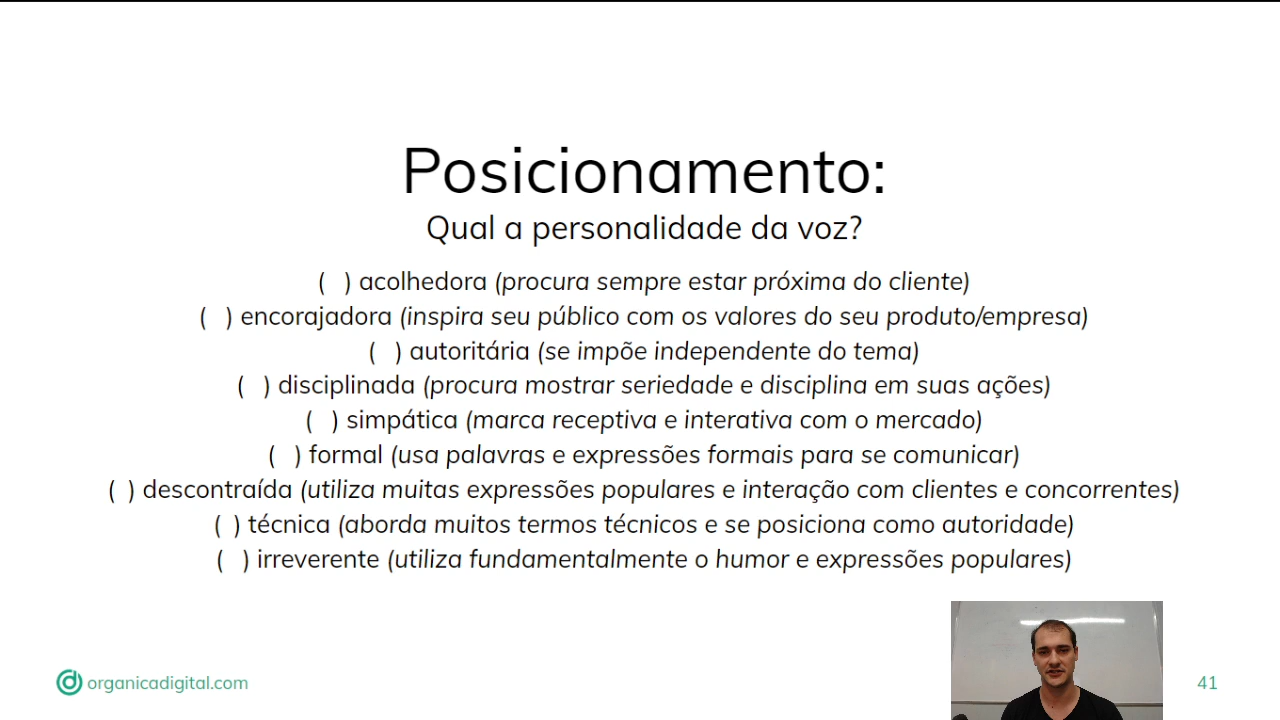 Posicionamento:
Qual a personalidade da voz?
(   ) acolhedora (procura sempre estar próxima do cliente)
(   ) encorajadora (inspira seu público com os valores do seu produto/empresa)
(   ) autoritária (se impõe independente do tema)
(   ) disciplinada (procura mostrar seriedade e disciplina em suas ações)
(   ) simpática (marca receptiva e interativa com o mercado)
(   ) formal (usa palavras e expressões formais para se comunicar)
(  ) descontraída (utiliza muitas expressões populares e interação com clientes e concorrentes)
(  ) técnica (aborda muitos termos técnicos e se posiciona como autoridade)
(   ) irreverente (utiliza fundamentalmente o humor e expressões populares)
organicadigital.com
41